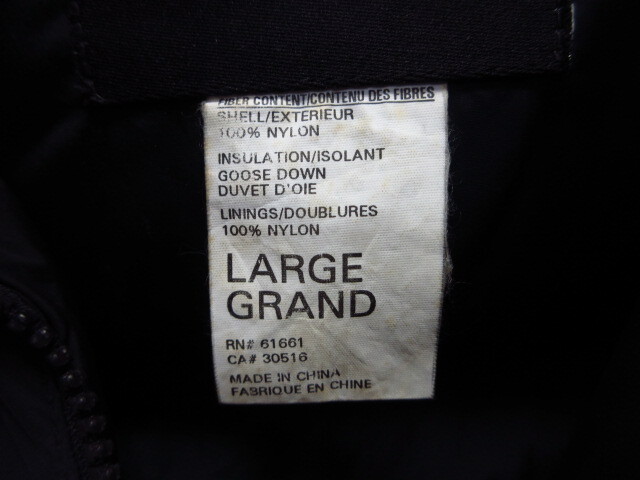 FIBER CONTENT/CONTENU DES FIBRES
SHELL/EXTERIEUR
100% NYLON
INSULATION/ISOLANT
GOOSE DOWN
DUVET D'OIE
LININGS/DOUBLURES
100% NYLON
LARGE
GRAND
RN# 61661
CA# 30516
MADE IN CHINA
FABRIQUE EN CHINE